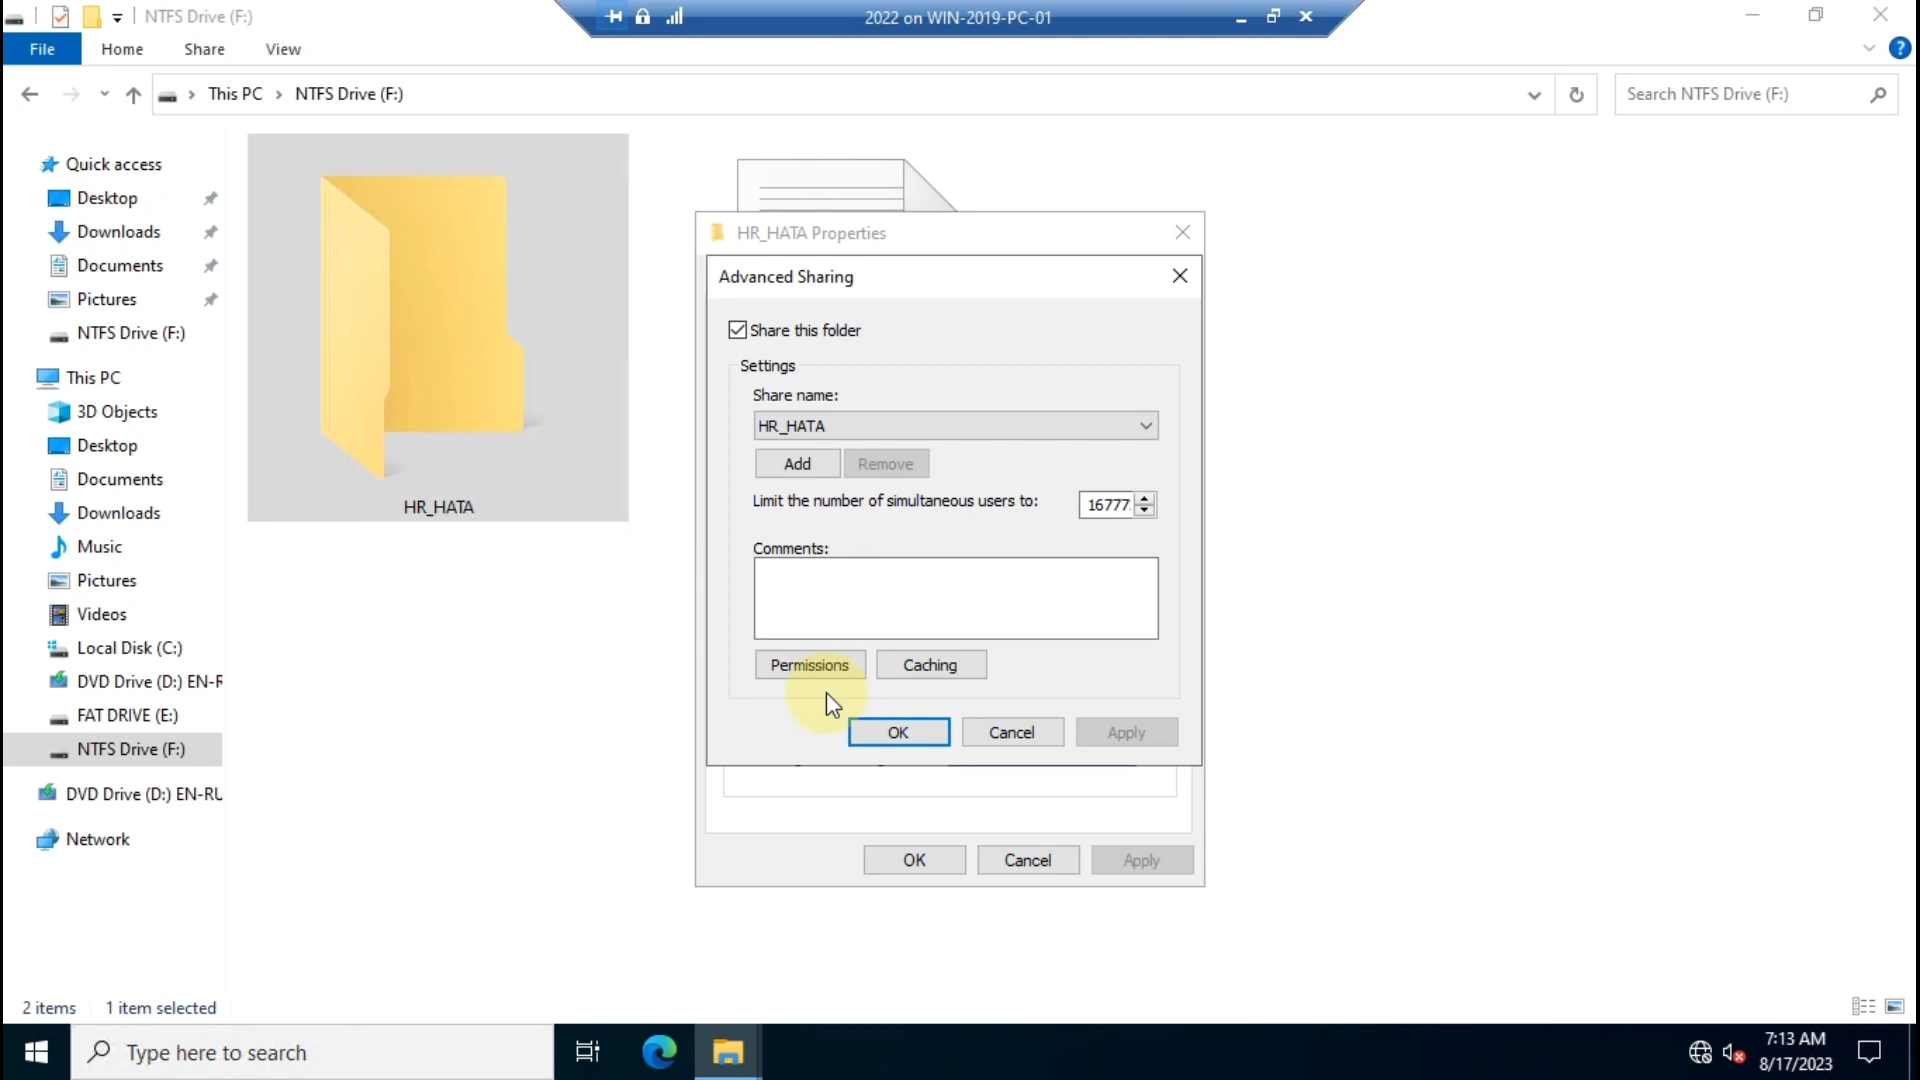 NTFS Drive (F:)
2022 on WIN-2019-PC-01
File
Home
Share
View
This PC
NTFS Drive (F:)
Search NTFS Drive (F:)
Quick access
Desktop
Downloads
Documents
Pictures
NTFS Drive (F:)
This PC
3D Objects
Desktop
Documents
Downloads
Music
Pictures
Videos
Local Disk (C:)
DVD Drive (D:) EN-R
FAT DRIVE (E:)
NTFS Drive (F:)
DVD Drive (D:) EN-RU
Network
HR_HATA
HR_HATA Properties
Advanced Sharing
Share this folder
Settings
Share name:
HR_HATA
Add
Remove
Limit the number of simultaneous users to:
16777
Comments:
Permissions
Caching
OK
Cancel
Apply
OK
Cancel
Apply
2 items
1 item selected
Type here to search
7:13 AM
8/17/2023